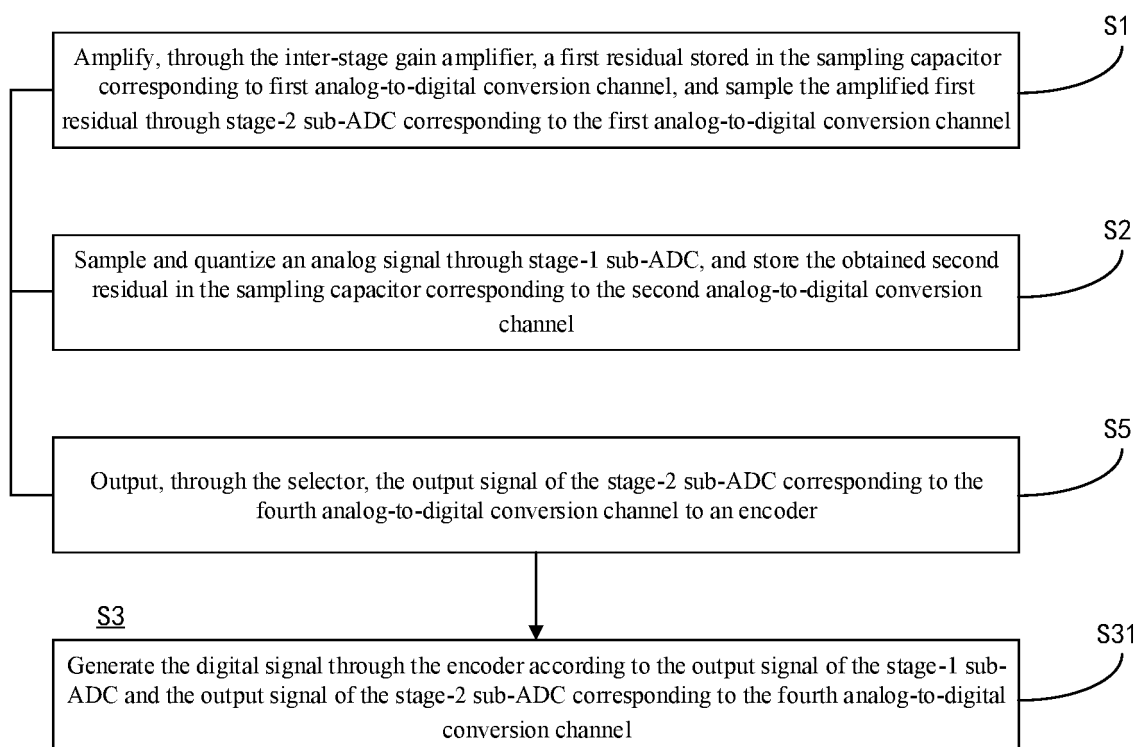 S1
Amplify, through the inter-stage gain amplifier, a first residual stored in the sampling capacitor
corresponding to first analog-to-digital conversion channel, and sample the amplified first
residual through stage-2 sub-ADC corresponding to the first analog-to-digital conversion channel
S2
Sample and quantize an analog signal through stage-1 sub-ADC, and store the obtained second
residual in the sampling capacitor corresponding to the second analog-to-digital conversion
channel
S5
Output, through the selector, the output signal of the stage-2 sub-ADC corresponding to the
fourth analog-to-digital conversion channel to an encoder
S3
S31
Generate the digital signal through the encoder according to the output signal of the stage-1 sub-
ADC and the output signal of the stage-2 sub-ADC corresponding to the fourth analog-to-digital
conversion channel